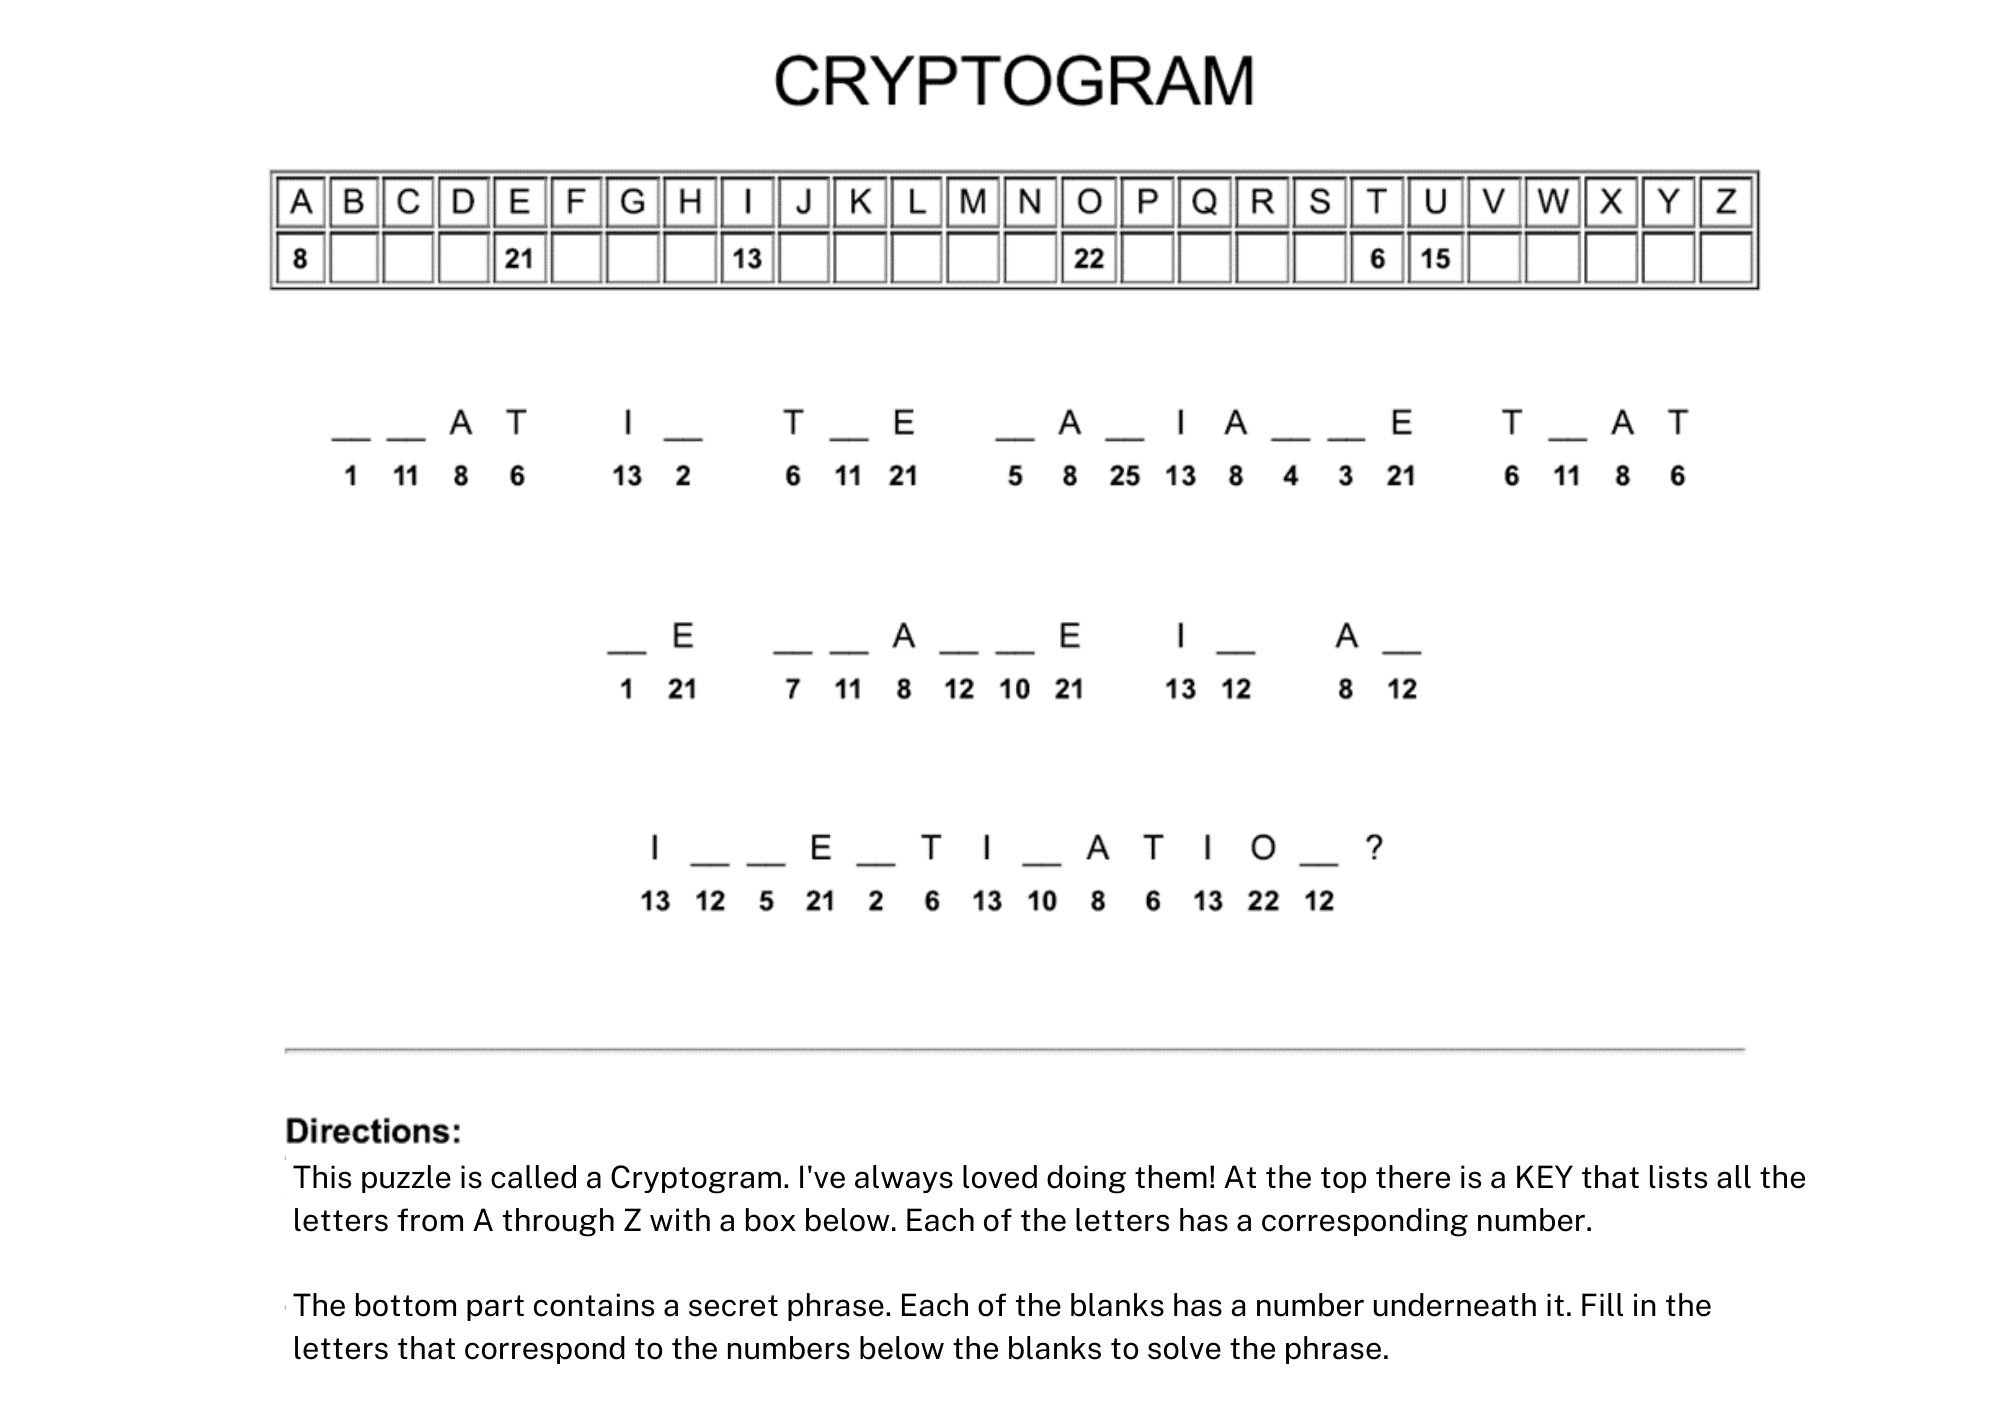 CRYPTOGRAM
A B C D E F G H I J K L M N O P Q R S T U V W X Y Z
8 21 13 22 6 15
__ __ A T I __ T __ E __ A __ I A __ __ E T __ A T
1 11 8 6 13 2 6 11 21 5 8 25 13 8 4 3 21 6 11 8 6
__ E __ __ A __ __ E I __ A __
1 21 7 11 8 12 10 21 13 12 8 12
I __ __ E __ T I __ A T I O __ ?
13 12 5 21 2 6 13 10 8 6 13 22 12
Directions:
This puzzle is called a Cryptogram. I've always loved doing them! At the top there is a KEY that lists all the
letters from A through Z with a box below. Each of the letters has a corresponding number.
The bottom part contains a secret phrase. Each of the blanks has a number underneath it. Fill in the
letters that correspond to the numbers below the blanks to solve the phrase.